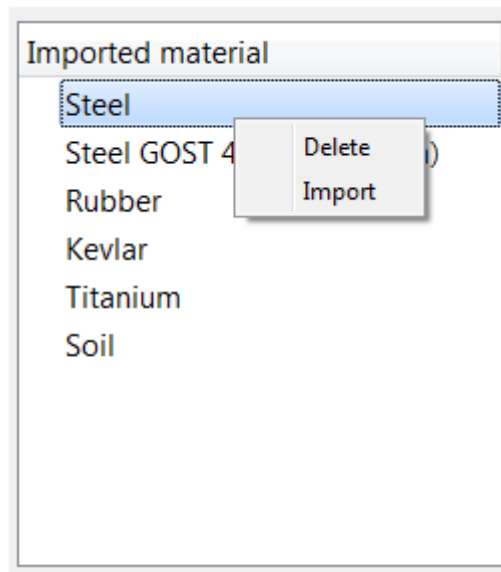 Imported material
Steel
Steel GOST 4 )
Delete
Import
Rubber
Kevlar
Titanium
Soil